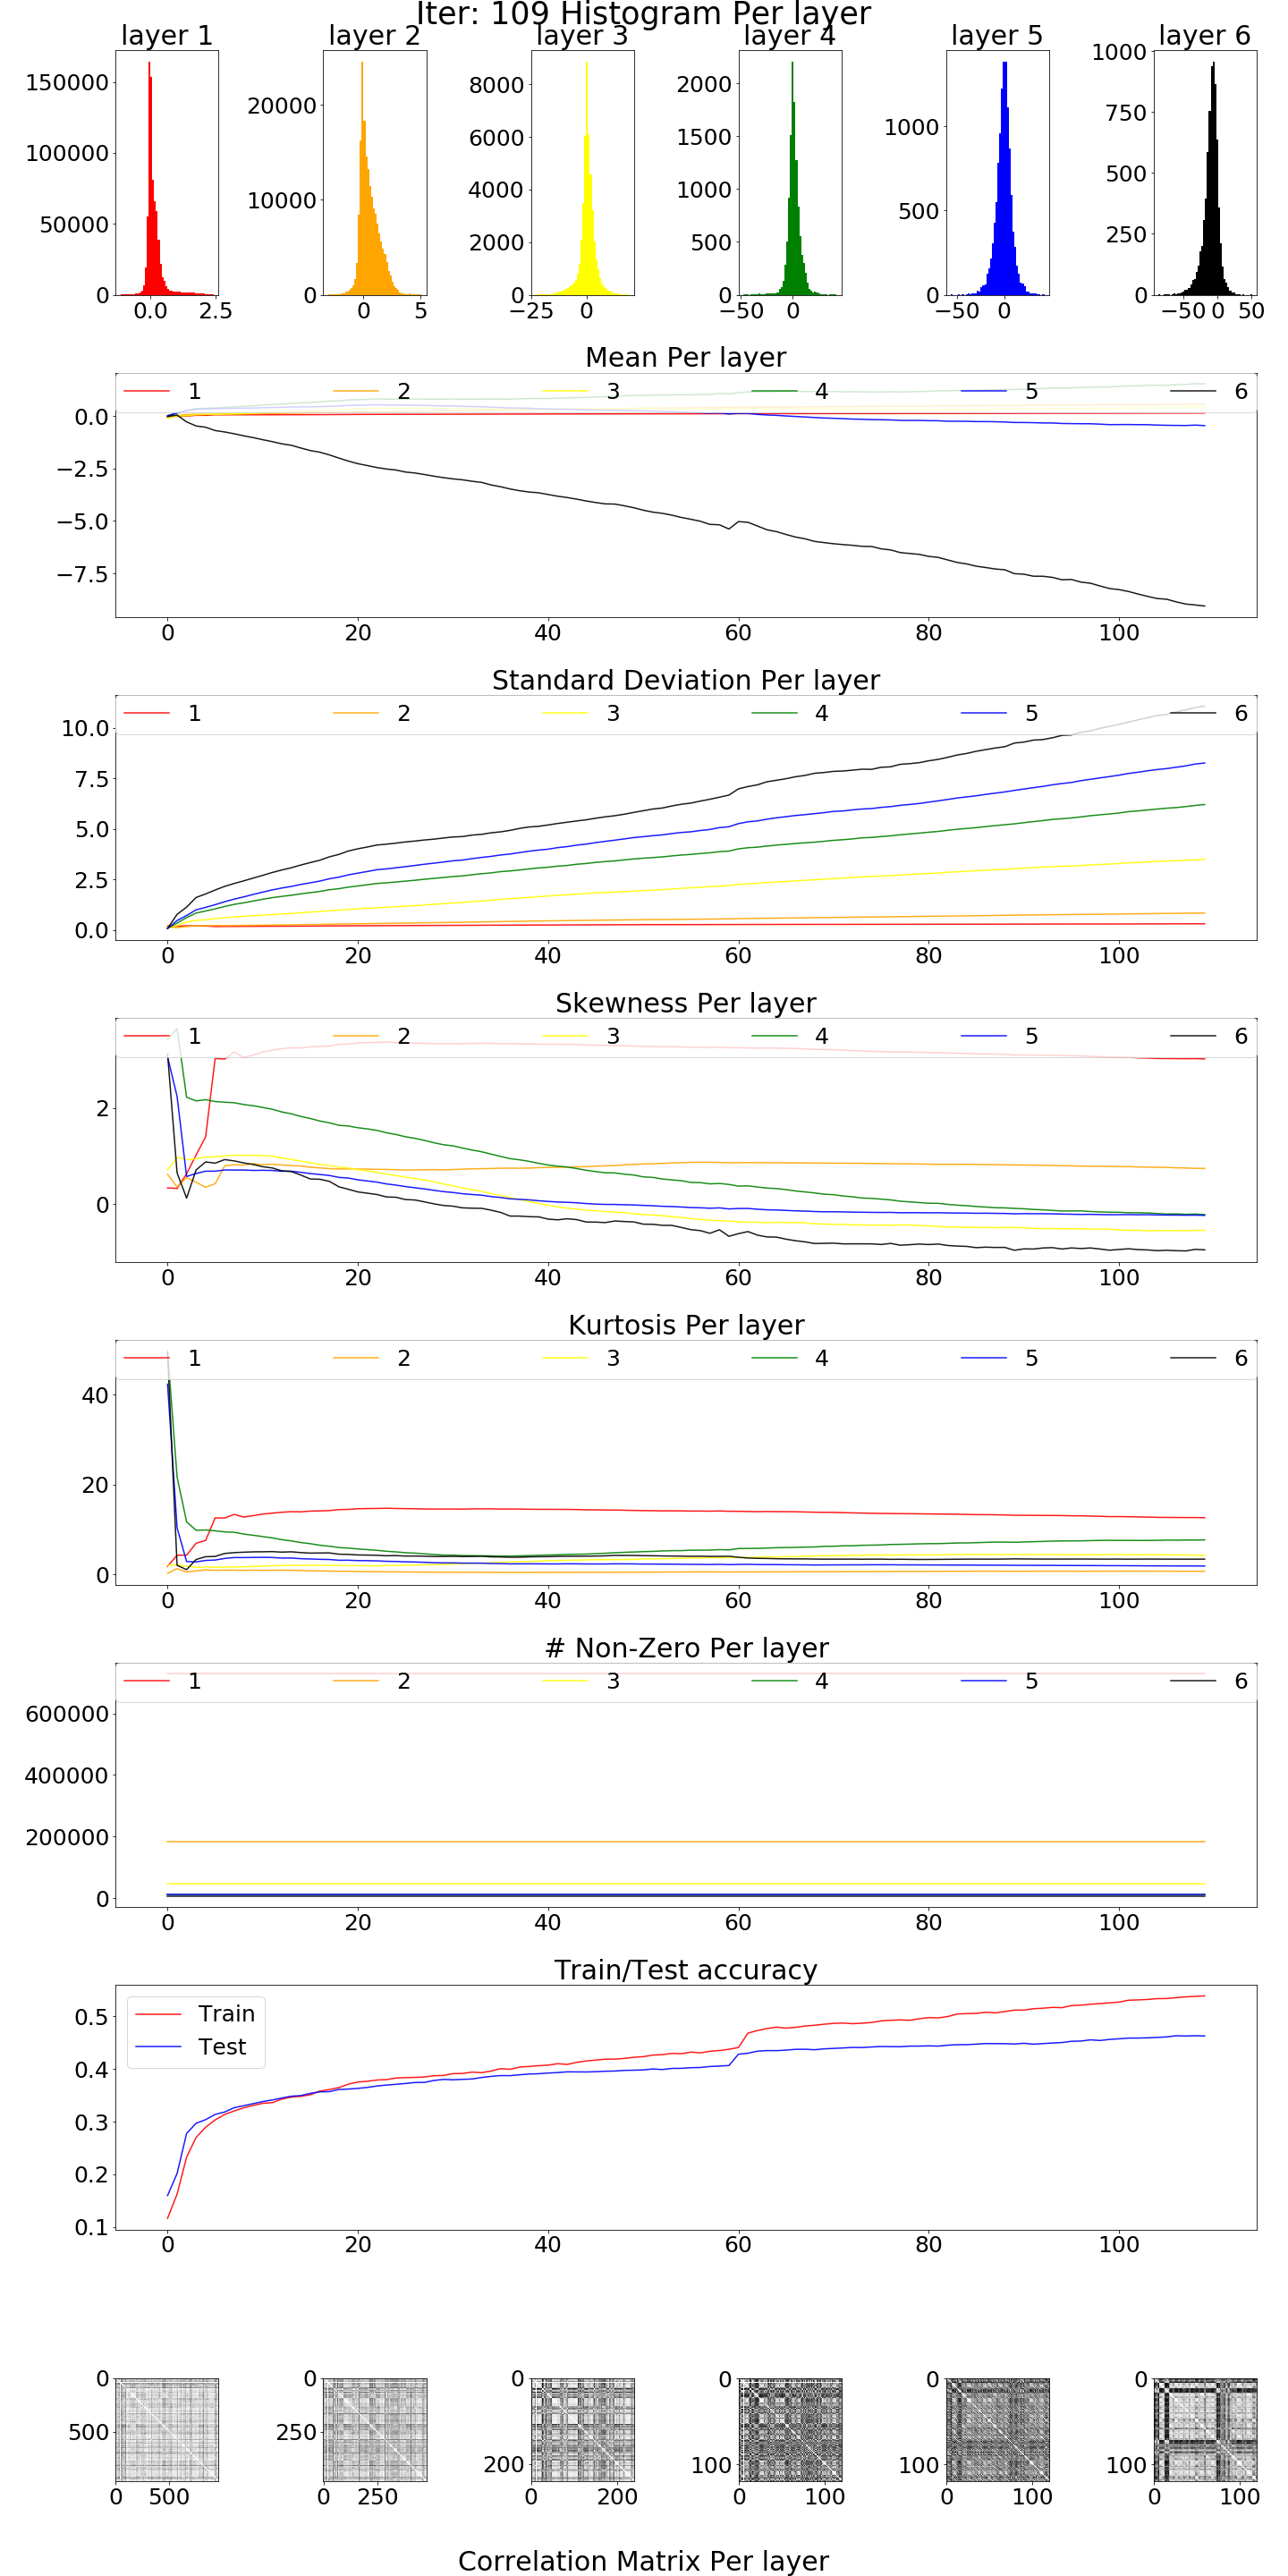 Iter: 109 Histogram Per layer
layer 1 layer 2 layer 3 layer 4 layer 5 layer 6
150000 100000 50000 0
0.0 2.5
20000 10000 0
0 5
8000 6000 4000 2000 0
−25 0
2000 1500 1000 500 0
−50 0
1000 500 0
−50 0
1000 750 500 250 0
−50 0 50
Mean Per layer
1 2 3 4 5 6
0.0
−2.5
−5.0
−7.5
0 20 40 60 80 100
Standard Deviation Per layer
1 2 3 4 5 6
10.0
7.5
5.0
2.5
0.0
0 20 40 60 80 100
Skewness Per layer
1 2 3 4 5 6
2
0
0 20 40 60 80 100
Kurtosis Per layer
1 2 3 4 5 6
40
20
0
0 20 40 60 80 100
# Non-Zero Per layer
1 2 3 4 5 6
600000
400000
200000
0
0 20 40 60 80 100
Train/Test accuracy
Train
Test
0.5
0.4
0.3
0.2
0.1
0 20 40 60 80 100
0 500
0 500
0 250
0 250
0 200
0 200
0 100
0 100
0 100
0 100
0 100
0 100
Correlation Matrix Per layer